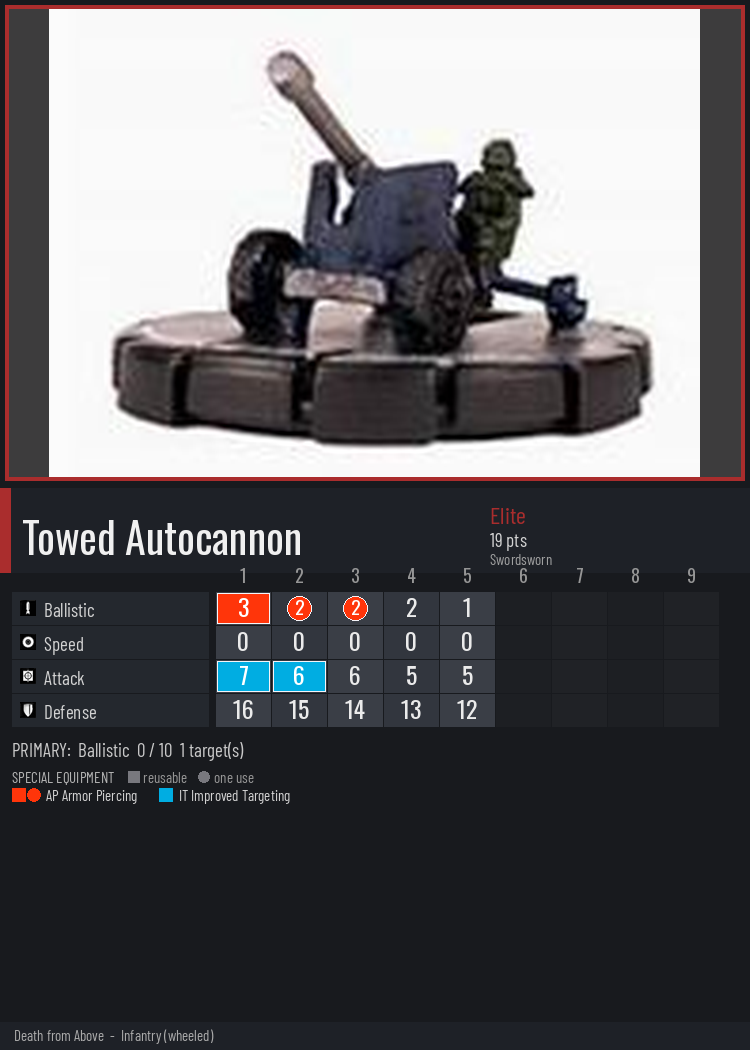 Towed Autocannon
Elite
19 pts
Swordsworn
1 2 3 4 5 6 7 8 9
Ballistic 3 2 2 2 1
Speed 0 0 0 0 0
Attack 7 6 6 5 5
Defense 16 15 14 13 12
PRIMARY: Ballistic 0 / 10 1 target(s)
SPECIAL EQUIPMENT reusable one use
AP Armor Piercing IT Improved Targeting
Death from Above - Infantry (wheeled)